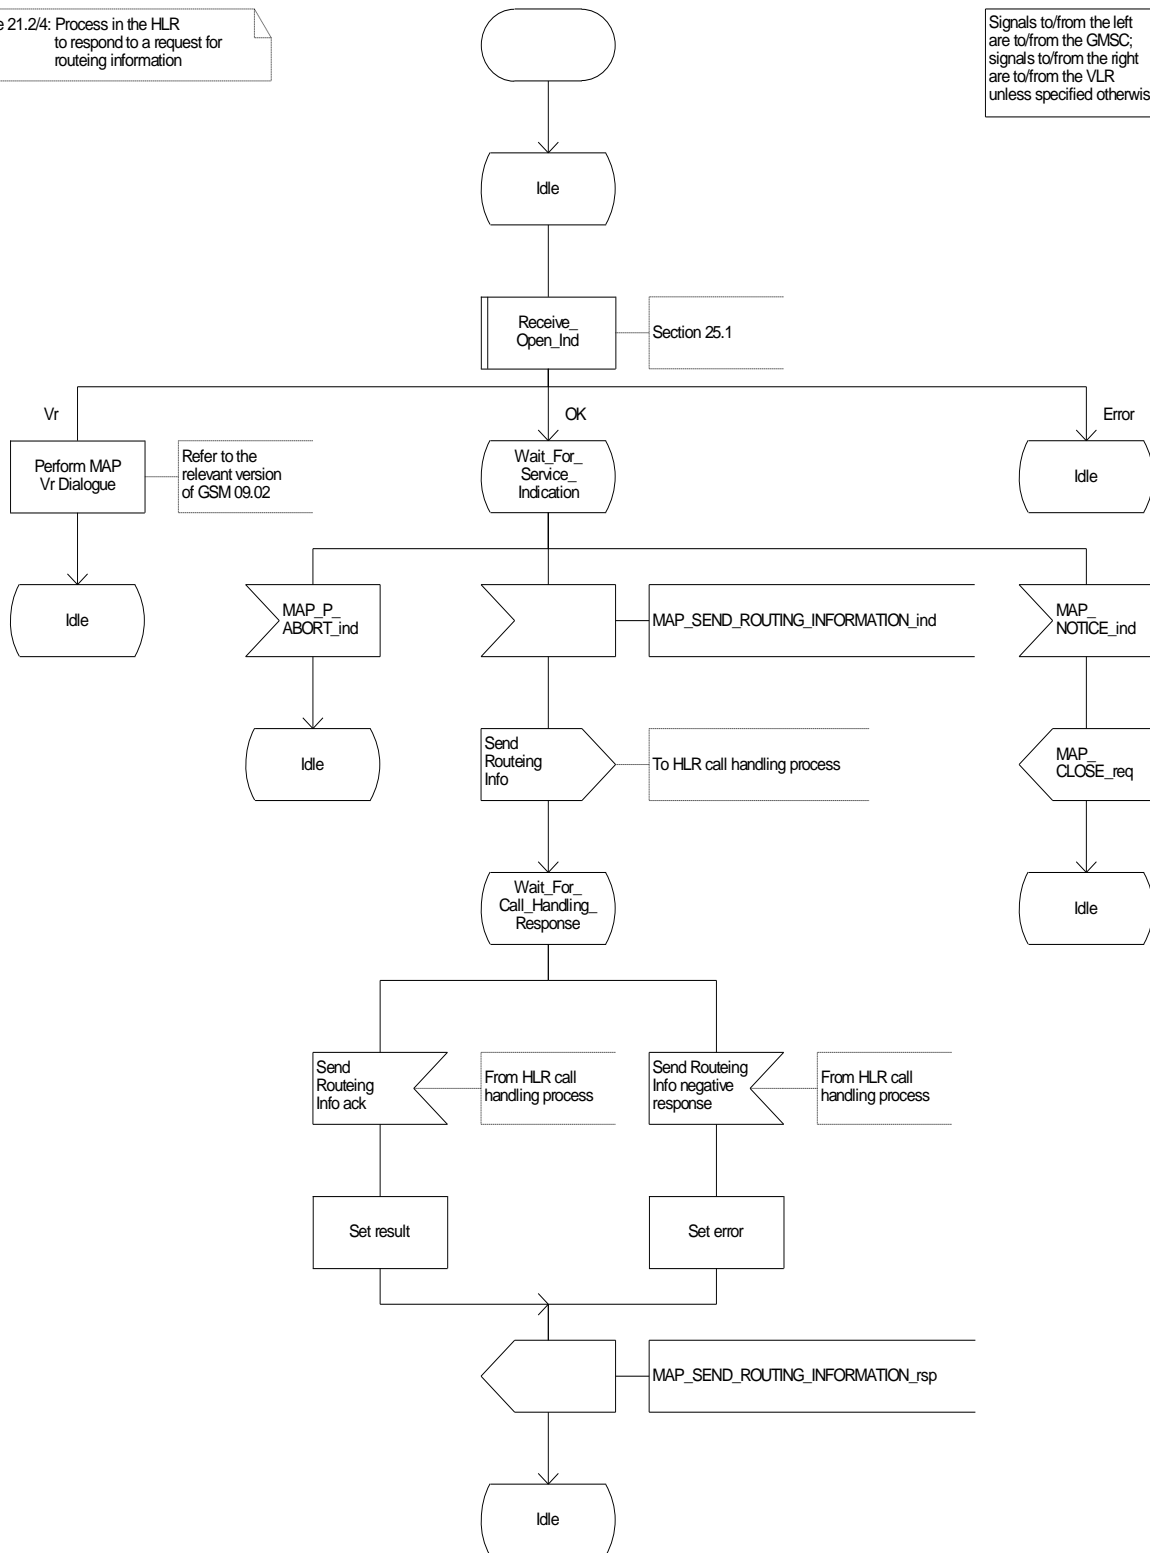 21.2/4: Process in the HLR
to respond to a request for
routeing information
Signals to/from the left
are to/from the GMSC;
signals to/from the right
are to/from the VLR
unless specified
Idle
Receive_
Open_Ind
Section 25.1
Vr
OK
Error
Perform MAP
Vr Dialogue
Refer to the
relevant version
of GSM 09.02
Wait_For_
Service_
Indication
Idle
Idle
MAP_P_
ABORT_ind
MAP_SEND_ROUTING_INFORMATION_ind
MAP_
NOTICE_ind
Idle
Send
Routeing
Info
To HLR call handling process
MAP_
CLOSE_req
Wait_For_
Call_Handling_
Response
Idle
Send
Routeing
Info ack
From HLR call
handling process
Send Routeing
Info negative
response
From HLR call
handling process
Set result
Set error
MAP_SEND_ROUTING_INFORMATION_rsp
Idle